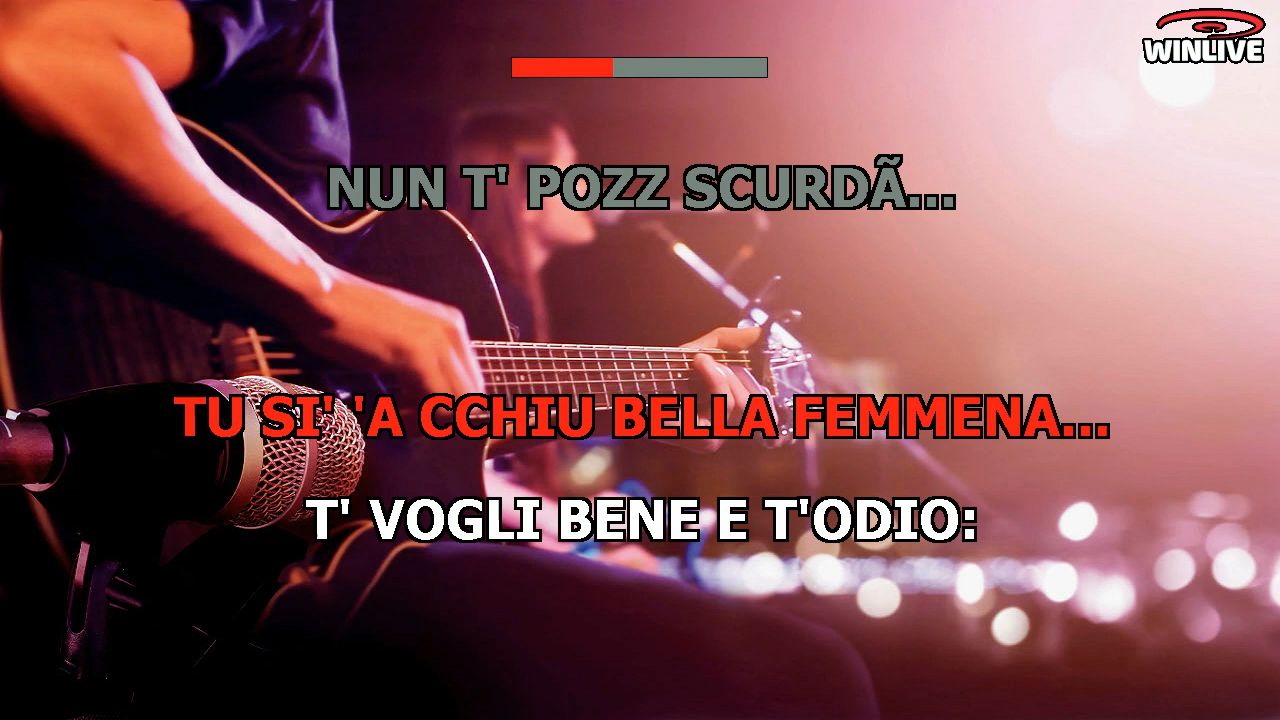 WINLIVE
NUN T' POZZ SCURDÃ...
TU SI' 'A CCHIU BELLA FEMMENA...
T' VOGLI BENE E T'ODIO: